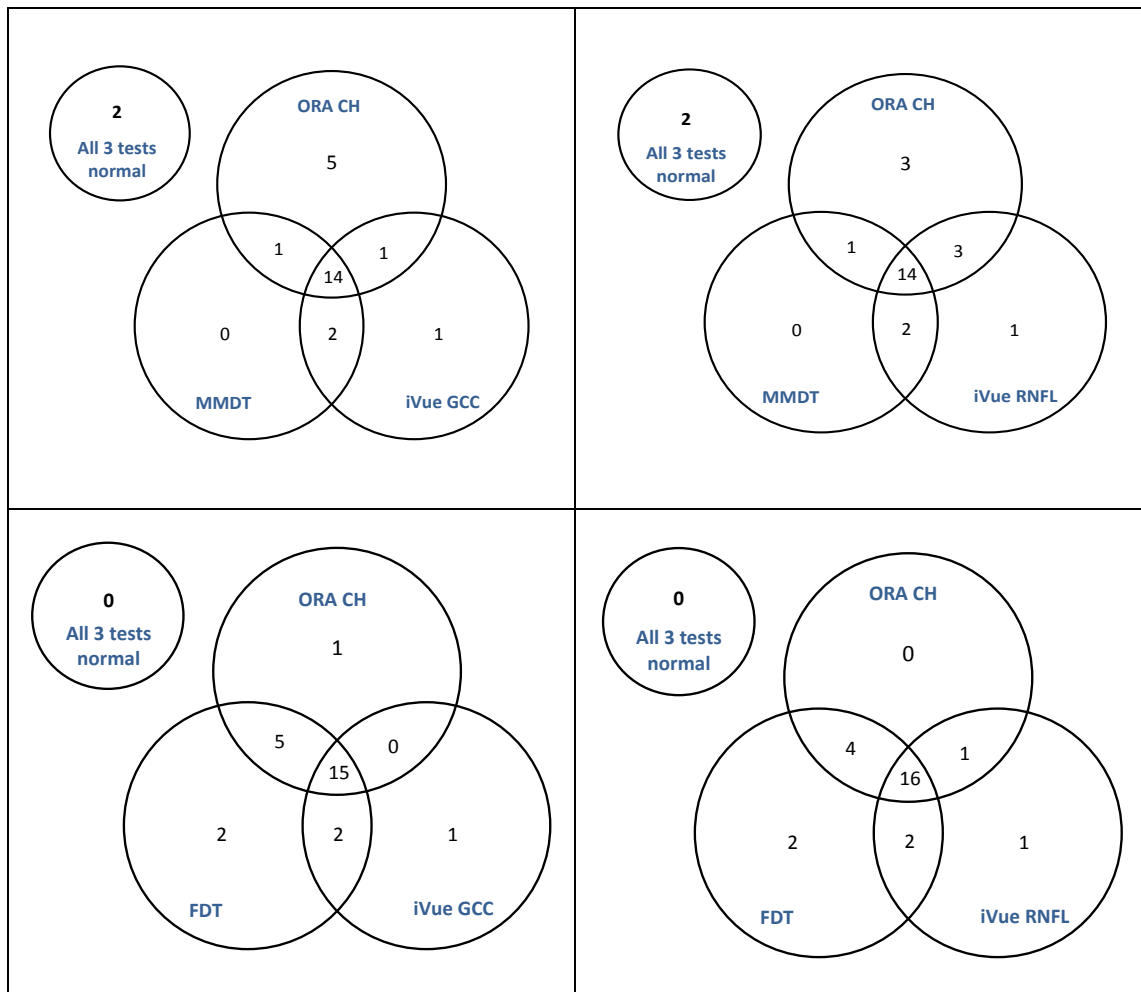 2
All 3 tests
normal
ORA CH
5
1
1
14
0
2
1
MMDT
iVue GCC
2
All 3 tests
normal
ORA CH
3
1
3
14
0
2
1
MMDT
iVue RNFL
0
All 3 tests
normal
ORA CH
1
5
0
15
2
2
1
FDT
iVue GCC
0
All 3 tests
normal
ORA CH
0
4
1
16
2
2
1
FDT
iVue RNFL